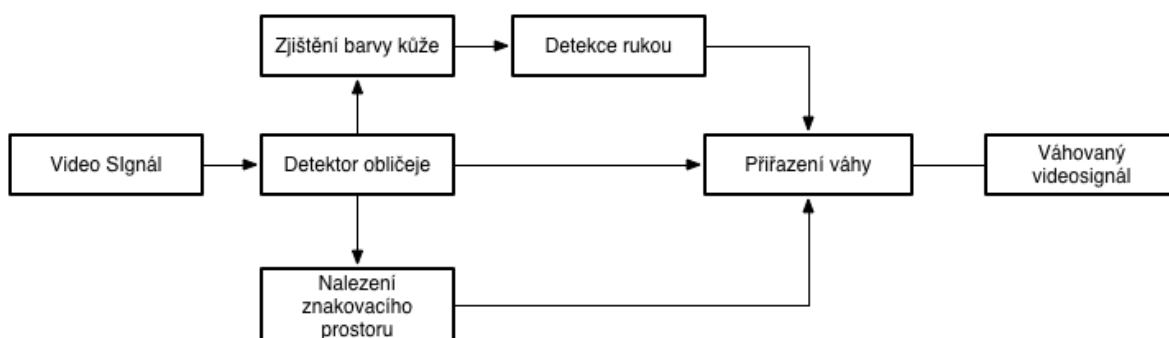 Zjištění barvy kůže
Detekce rukou
Video SIgnál
Detektor obličeje
Přiřazení váhy
Váhovaný
videosignál
Nalezení
znakovacího
prostoru